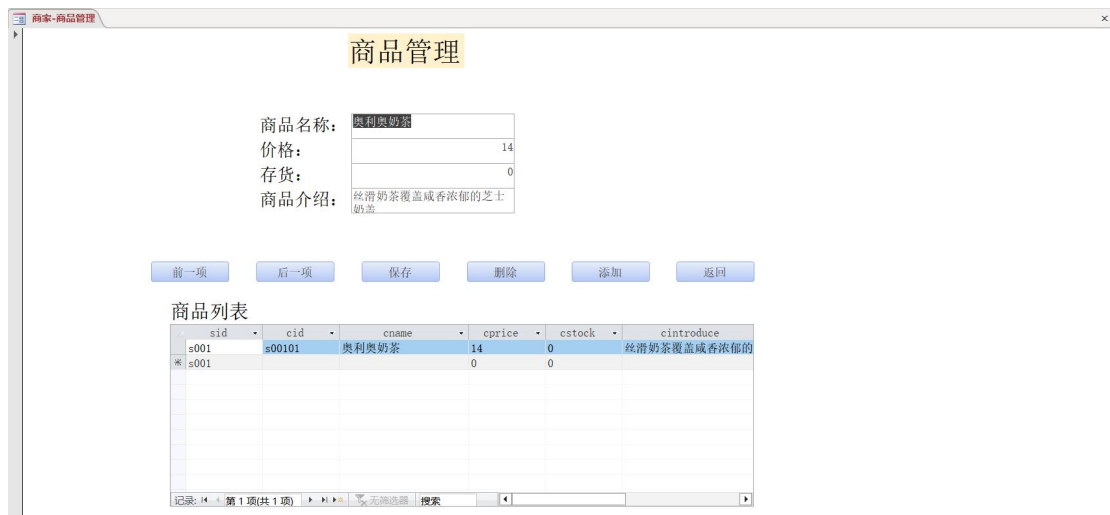 商家-商品管理
商品管理
商品名称： 奥利奥奶茶
价格： 14
存货： 0
商品介绍： 丝滑奶茶覆盖咸香浓郁的芝士
奶盖
前一项 后一项 保存 删除 添加 返回
商品列表
sid cid cname cprice cstock cintroduce
s001 s00101 奥利奥奶茶 14 0 丝滑奶茶覆盖咸香浓郁的
s001 0 0
记录: 第 1 项(共 1 项) 无筛选器 搜索